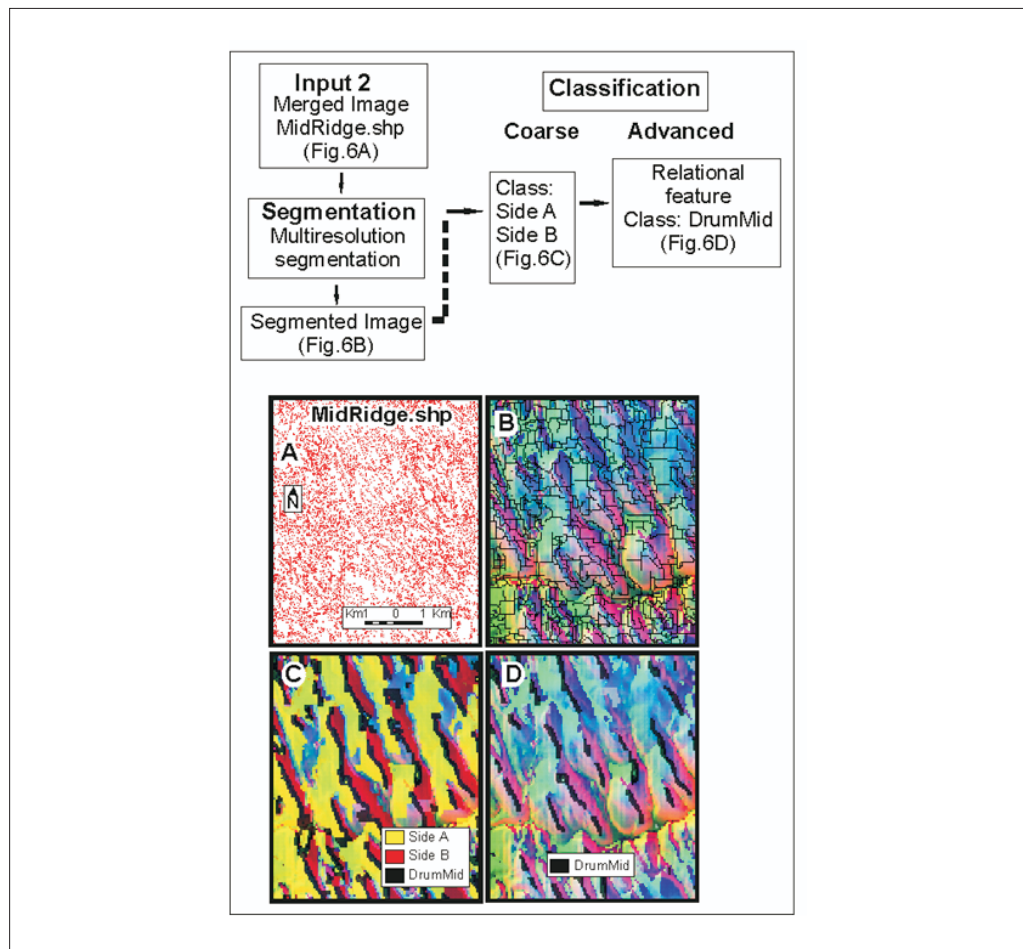 Input 2
Merged Image
MidRidge.shp
(Fig.6A)
Segmentation
Multiresolution
segmentation
Segmented Image
(Fig.6B)
Classification
Coarse
Advanced
Class:
Side A
Side B
(Fig.6C)
Relational
feature
Class: DrumMid
(Fig.6D)
MidRidge.shp
A
N
Km1 0 1 Km
B
C
Side A
Side B
DrumMid
D
DrumMid